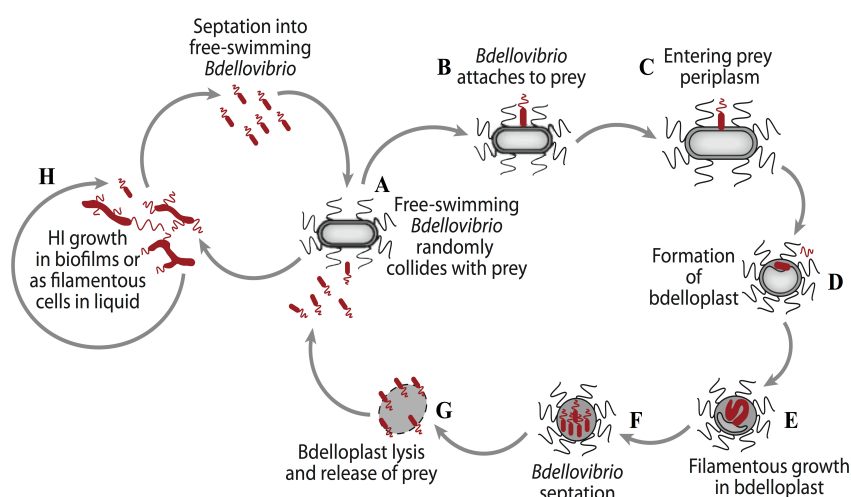 Septation into
free-swimming
Bdellovibrio
B
Bdellovibrio
attaches to prey
C
Entering prey
periplasm
H
A
Free-swimming
Bdellovibrio
randomly
collides with prey
HI growth
in biofilms or
as filamentous
cells in liquid
Formation
of
bdelloplast
D
E
Filamentous growth
in bdelloplast
F
Bdellovibrio
septation
G
Bdelloplast lysis
and release of prey